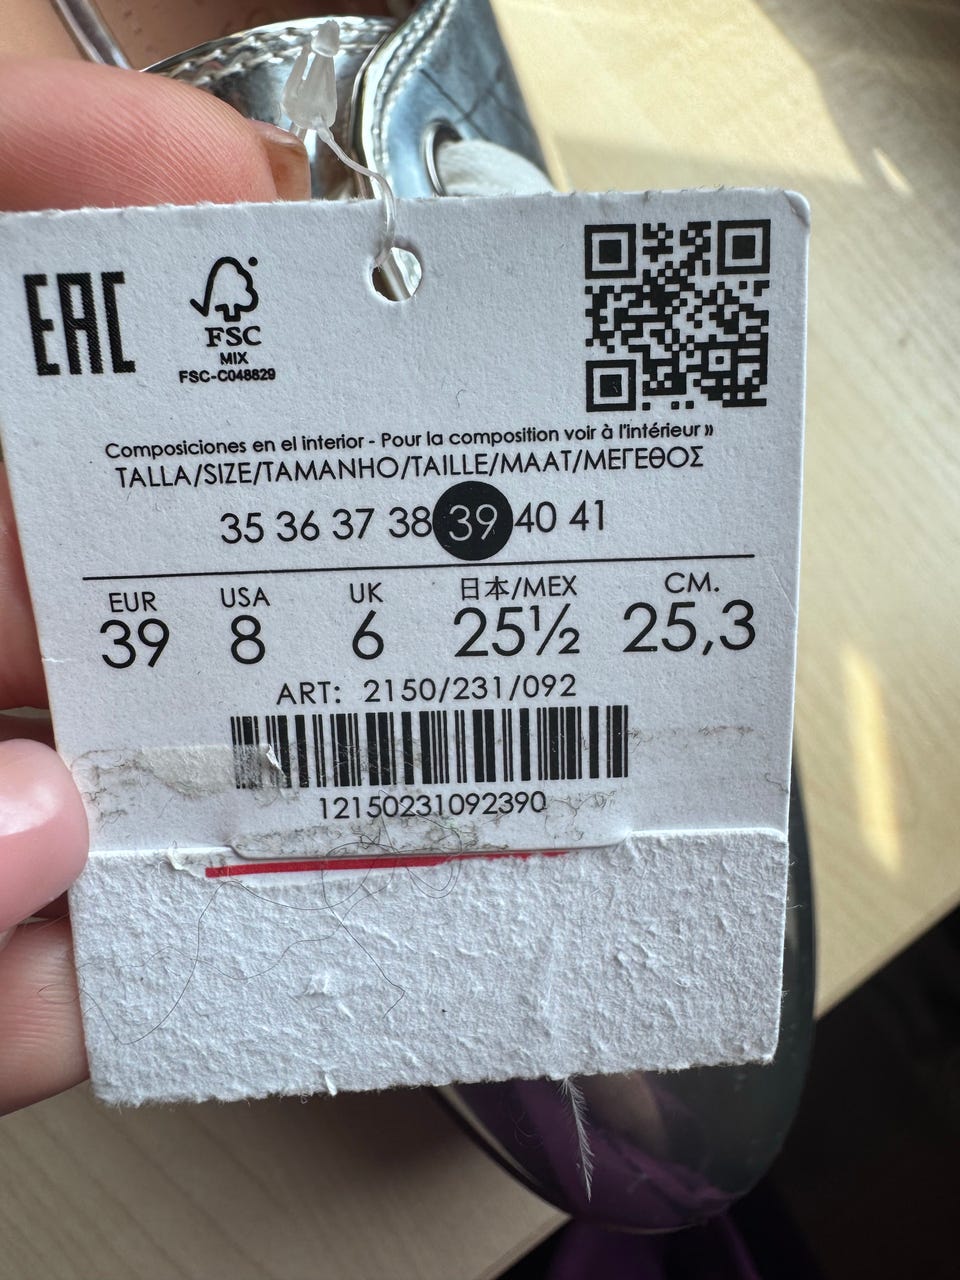 EAC
FSC
MIX
FSC-C048829
Composiciones en el interior - Pour la composition voir à l'intérieur »
TALLA/SIZE/TAMANHO/TAILLE/MAAT/ΜΕΓΕΘΟΣ
35 36 37 38 39 40 41
EUR USA UK 日本/MEX CM.
39 8 6 25½ 25,3
ART: 2150/231/092
12150231092390